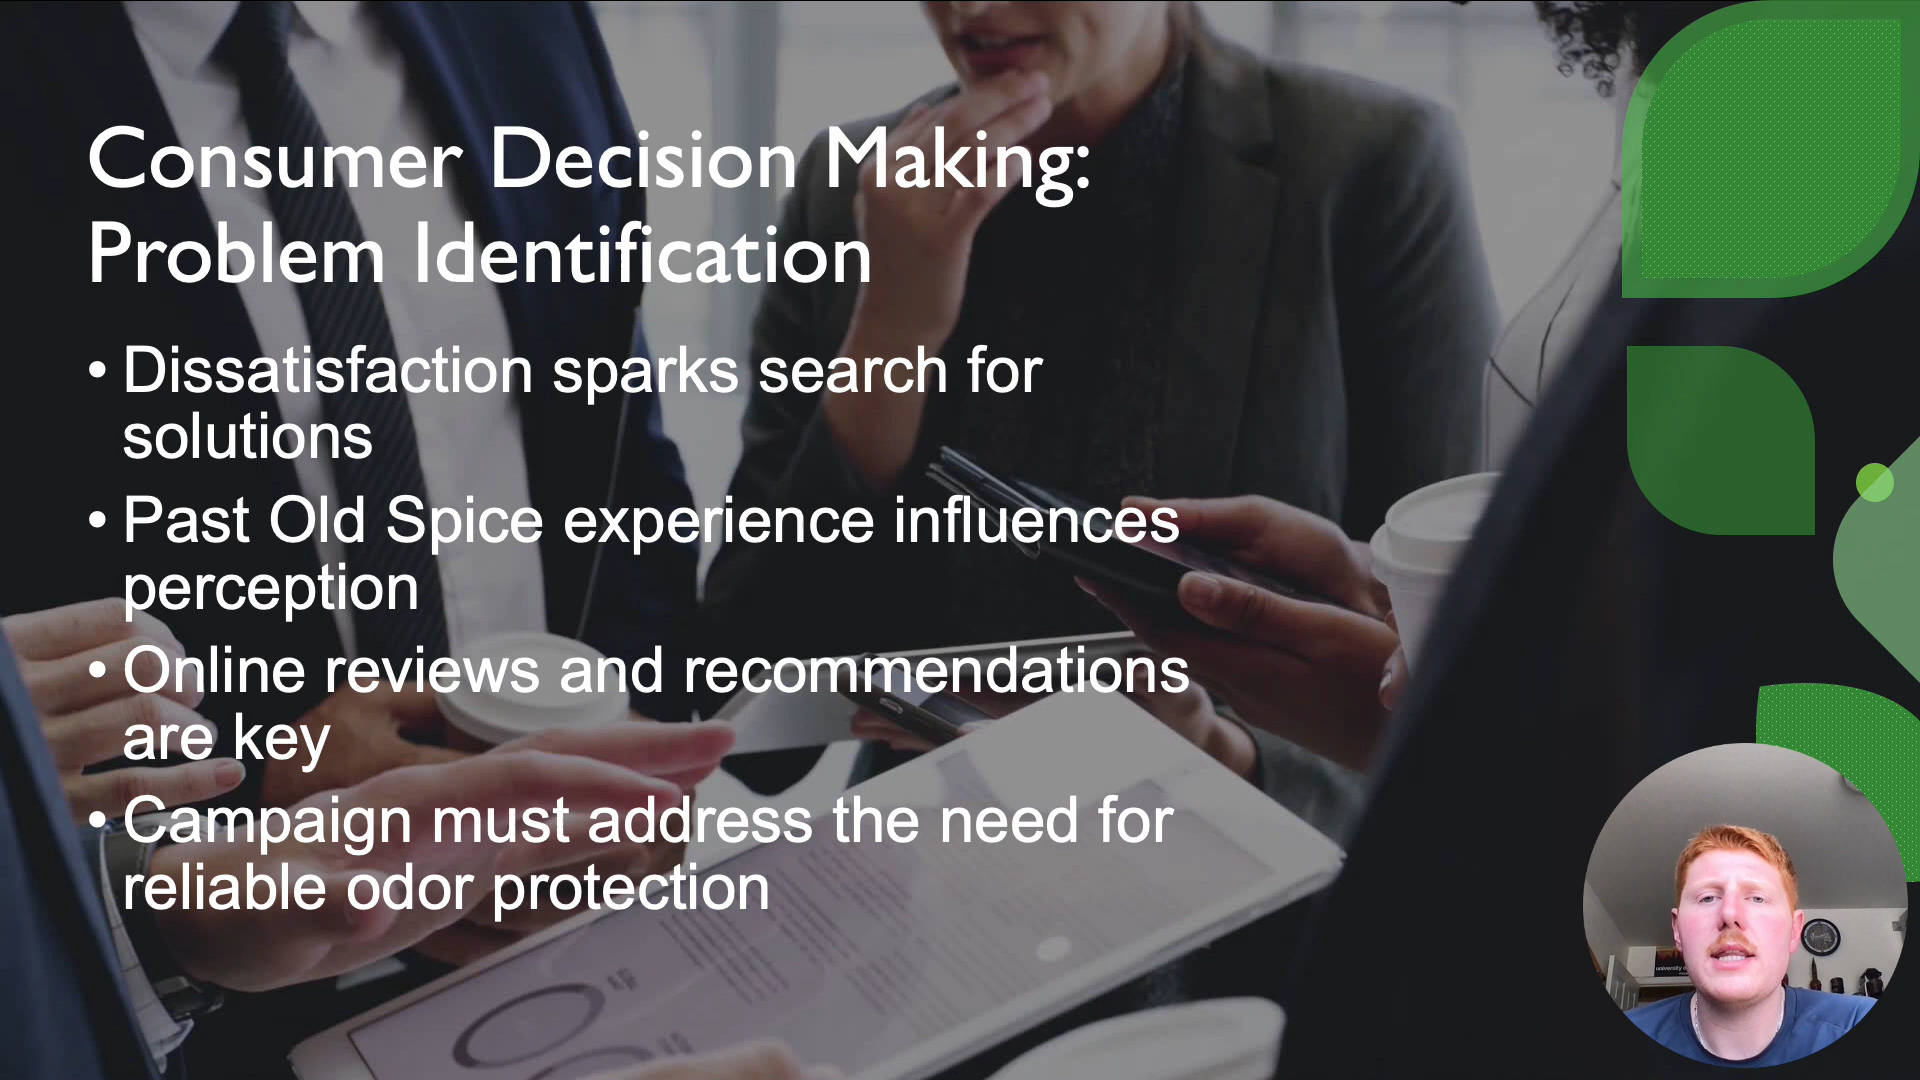 Consumer Decision Making:
Problem Identification
• Dissatisfaction sparks search for
solutions
• Past Old Spice experience influences
perception
• Online reviews and recommendations
are key
• Campaign must address the need for
reliable odor protection
university